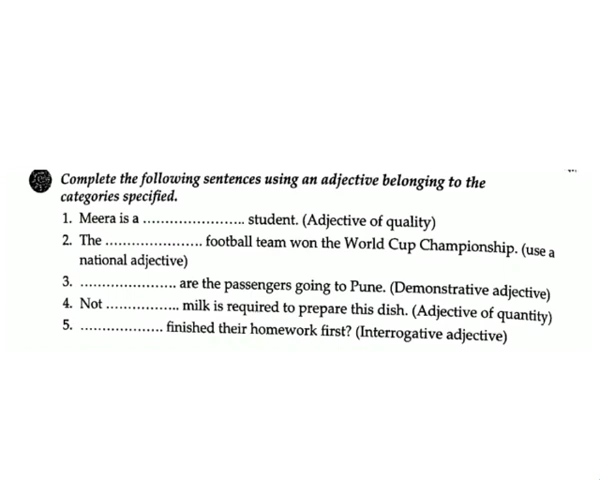 Complete the following sentences using an adjective belonging to the
categories specified.
1. Meera is a ...................... student. (Adjective of quality)
2. The ..................... football team won the World Cup Championship. (use a
national adjective)
3. ..................... are the passengers going to Pune. (Demonstrative adjective)
4. Not ................ milk is required to prepare this dish. (Adjective of quantity)
5. .................. finished their homework first? (Interrogative adjective)